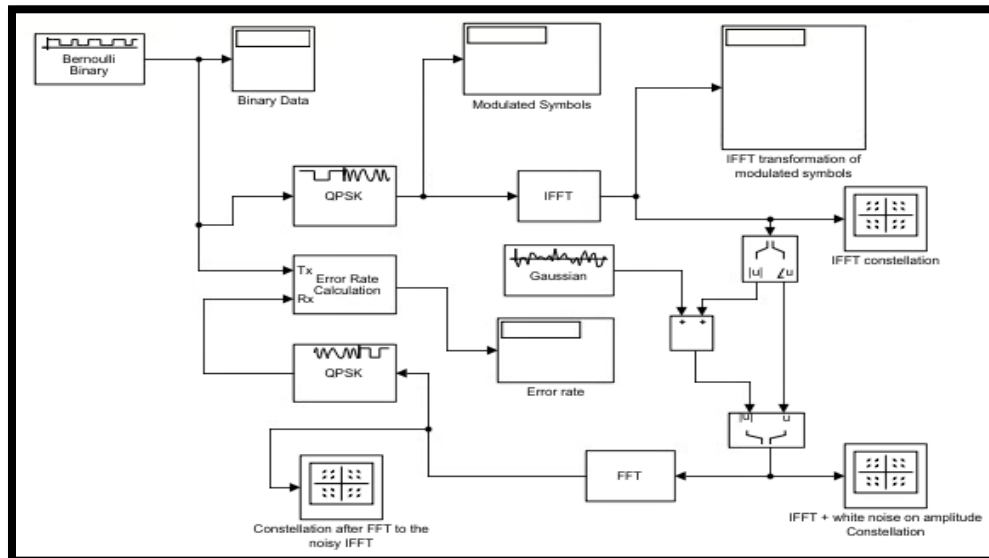 Bernoulli
Binary
Binary Data
Modulated Symbols
IFFT transformation of
modulated symbols
QPSK
IFFT
IFFT constellation
|u|
∠u
Gaussian
Tx
Rx
Error Rate
Calculation
+ +
Error rate
QPSK
|u|
FFT
IFFT + white noise on amplitude
Constellation
Constellation after FFT to the
noisy IFFT